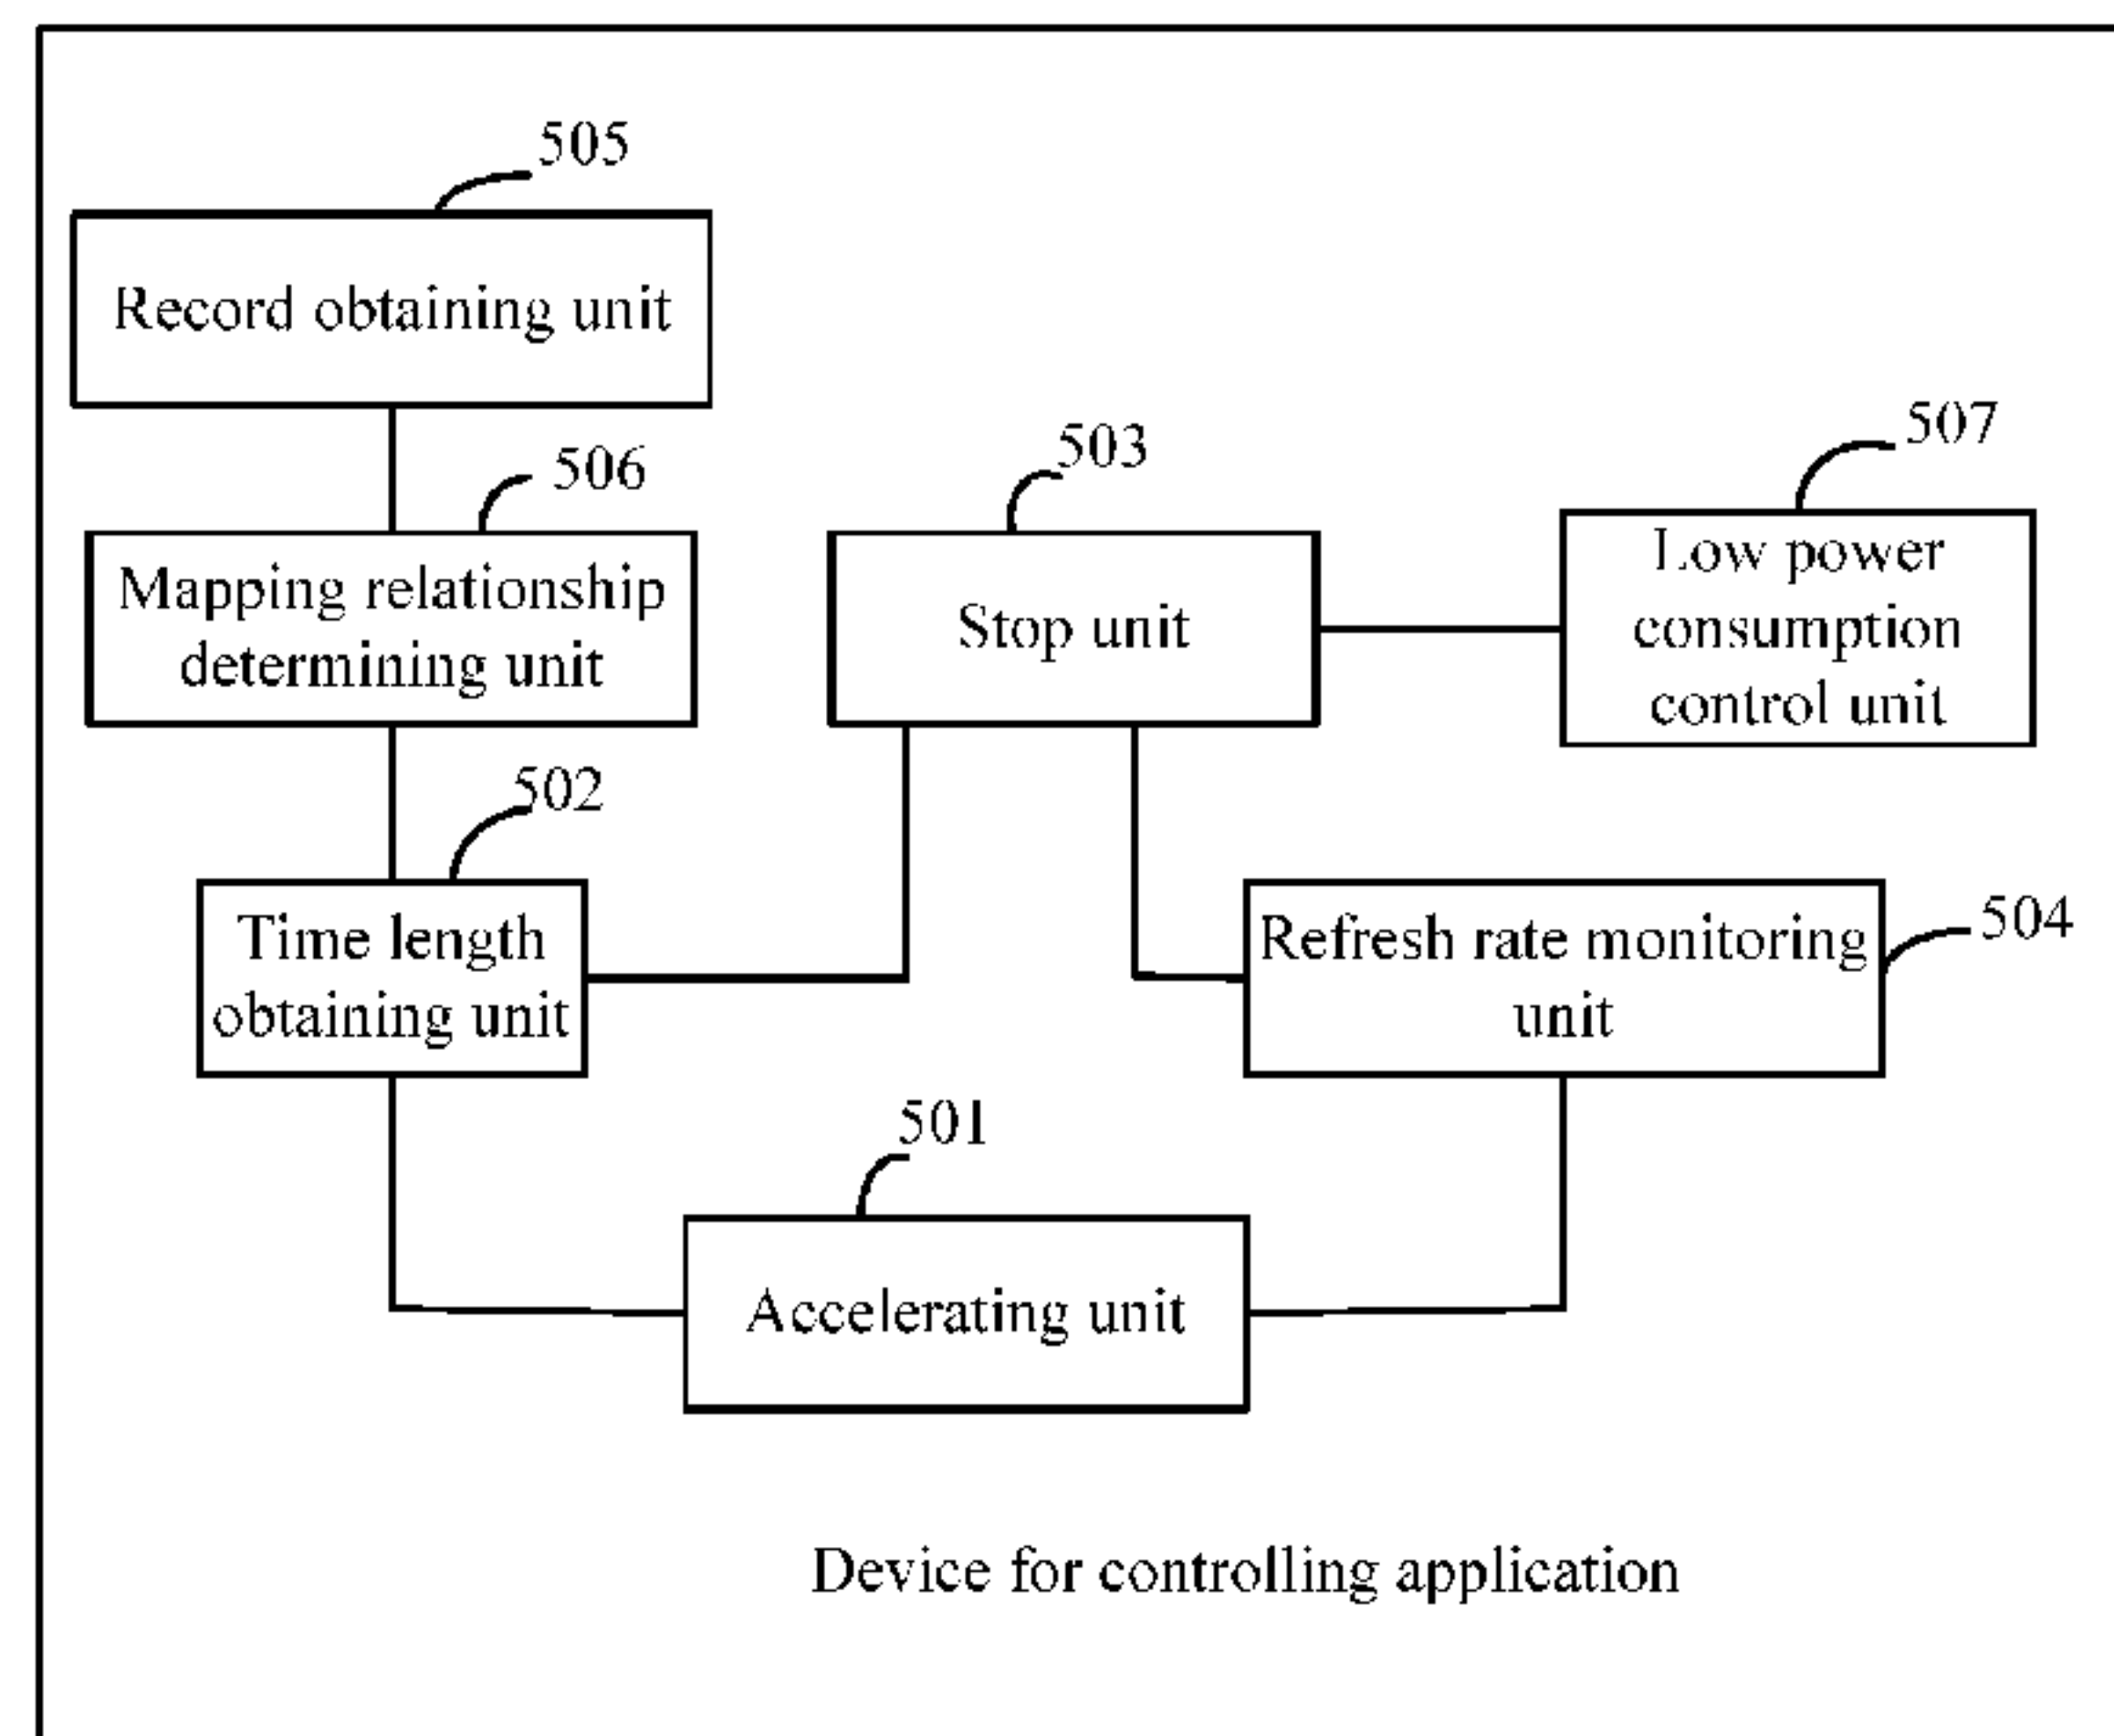 505
Record obtaining unit
506
Mapping relationship
determining unit
503
Stop unit
507
Low power
consumption
control unit
502
Time length
obtaining unit
Refresh rate monitoring
unit
504
501
Accelerating unit
Device for controlling application